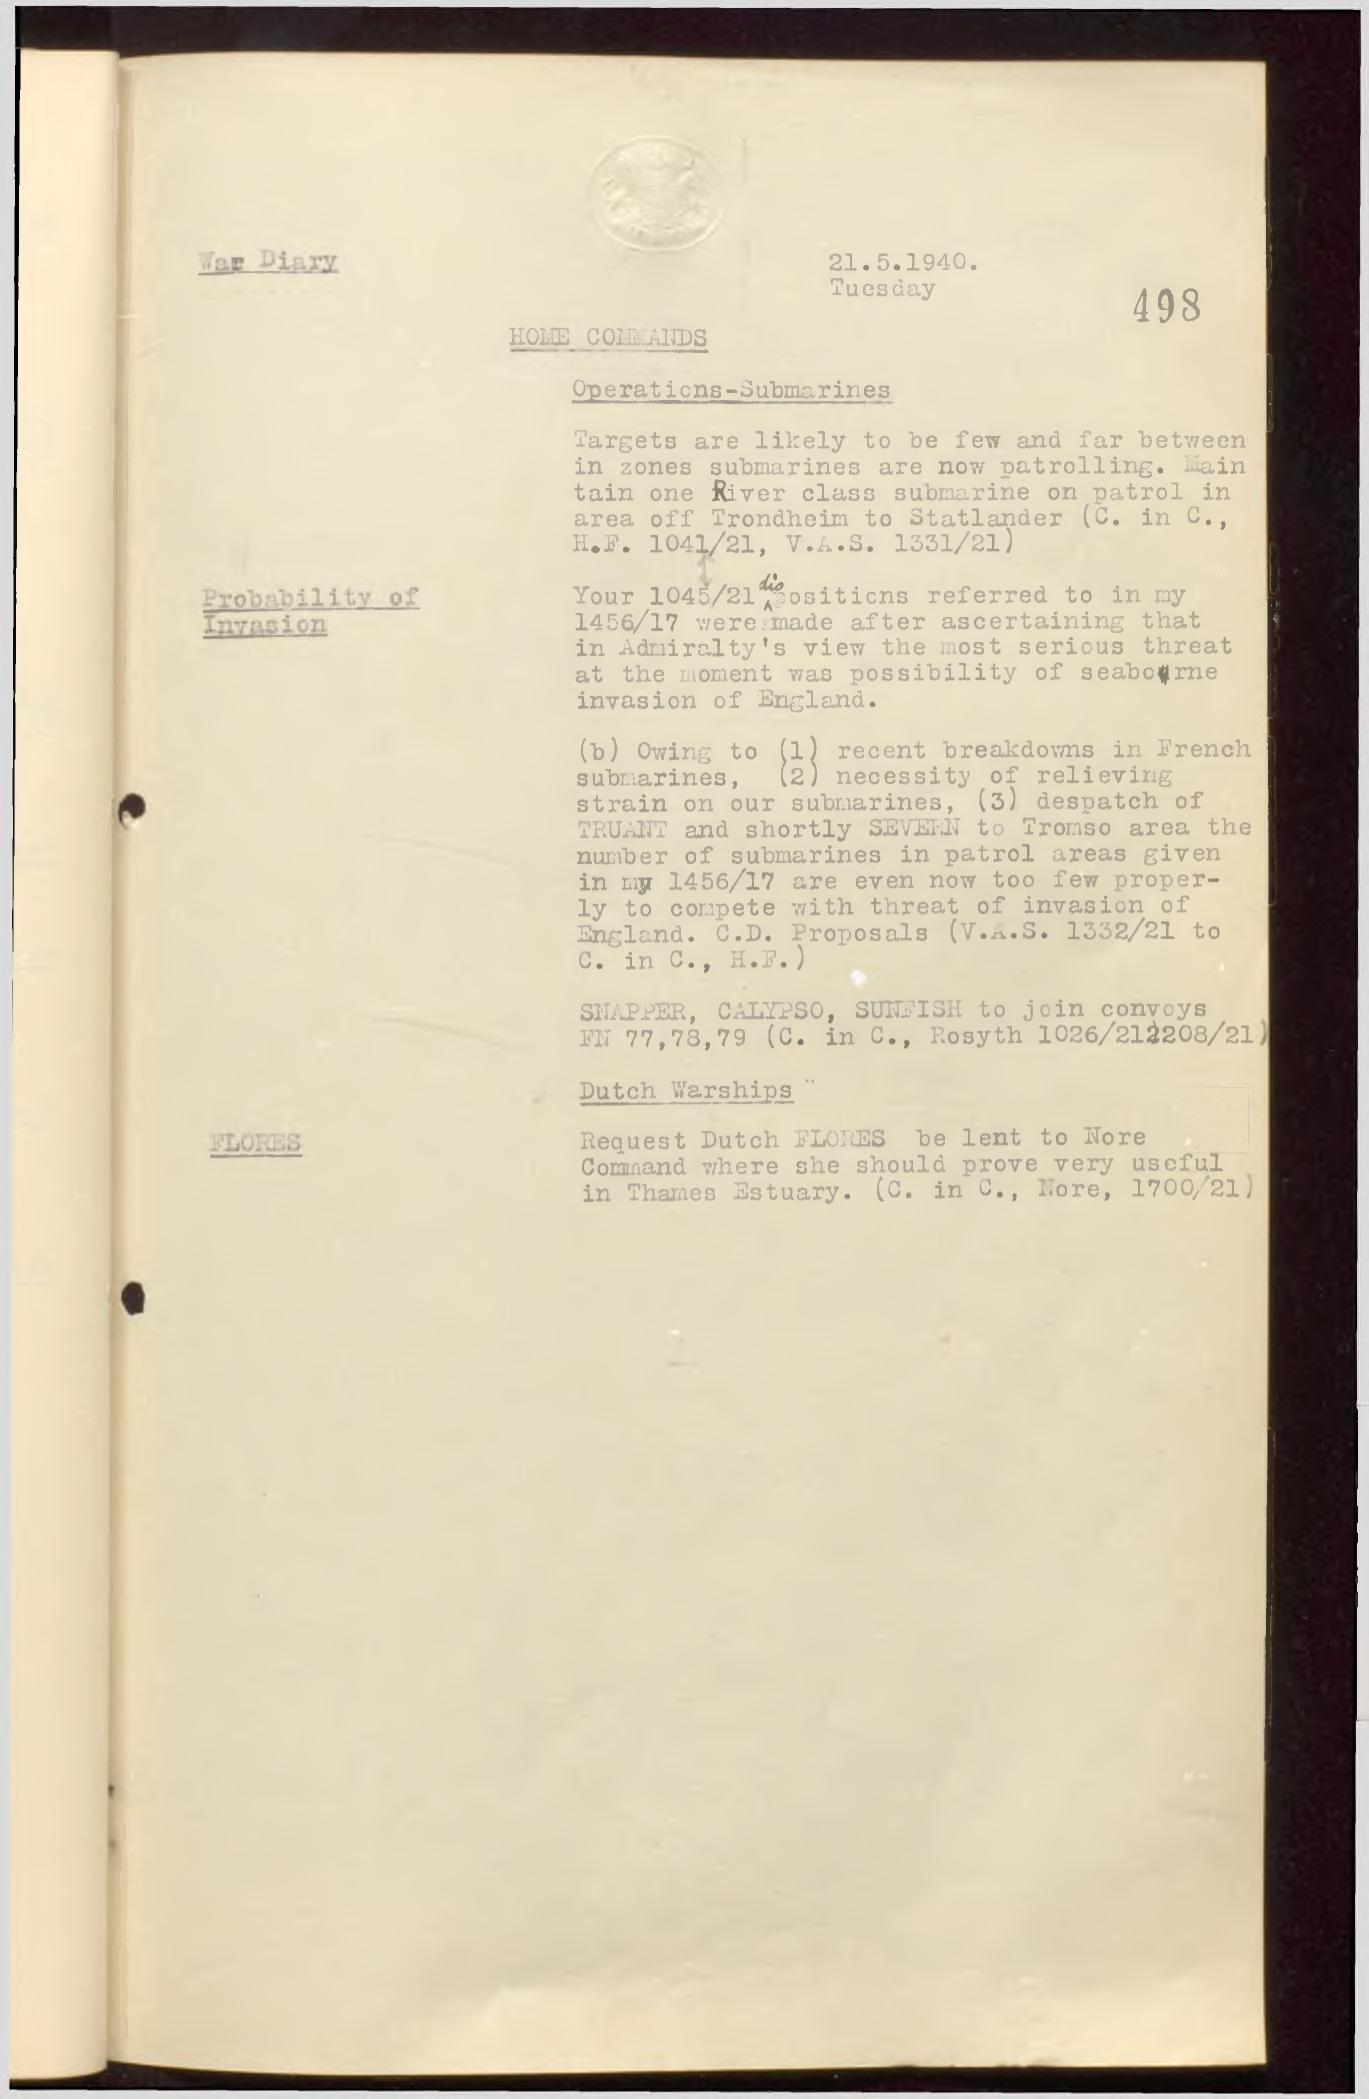 War Diary
21.5.1940.
Tuesday
498
HOME COMMANDS
Operations-Submarines
Targets are likely to be few and far between
in zones submarines are now patrolling. Main
tain one River class submarine on patrol in
area off Trondheim to Statlander (C. in C.,
H.F. 1041/21, V.A.S. 1331/21)
Probability of
Invasion
Your 1045/21 dispositions referred to in my
1456/17 were made after ascertaining that
in Admiralty's view the most serious threat
at the moment was possibility of seaborne
invasion of England.
(b) Owing to (1) recent breakdowns in French
submarines, (2) necessity of relieving
strain on our submarines, (3) despatch of
TRUANT and shortly SEVERN to Tromso area the
number of submarines in patrol areas given
in my 1456/17 are even now too few proper-
ly to compete with threat of invasion of
England. C.D. Proposals (V.A.S. 1332/21 to
C. in C., H.F.)
SNAPPER, CALYPSO, SUNFISH to join convoys
FN 77,78,79 (C. in C., Rosyth 1026/21 2208/21)
Dutch Warships
FLORES
Request Dutch FLORES be lent to Nore
Command where she should prove very useful
in Thames Estuary. (C. in C., Nore, 1700/21)